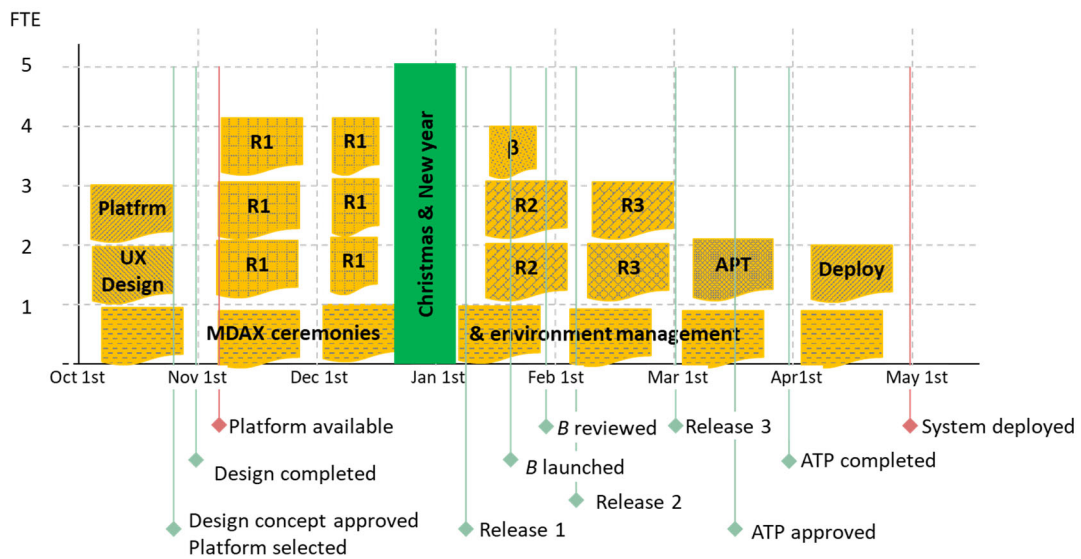 FTE
5
4
3
2
1
R1
R1
β
Platfrm
R1
R1
R2
R3
UX
Design
R1
R1
R2
R3
APT
Deploy
MDAX ceremonies
& environment management
Christmas & New year
Oct 1st
Nov 1st
Dec 1st
Jan 1st
Feb 1st
Mar 1st
Apr1st
May 1st
Platform available
B reviewed
Release 3
System deployed
Design completed
B launched
ATP completed
Release 2
Design concept approved
Platform selected
Release 1
ATP approved